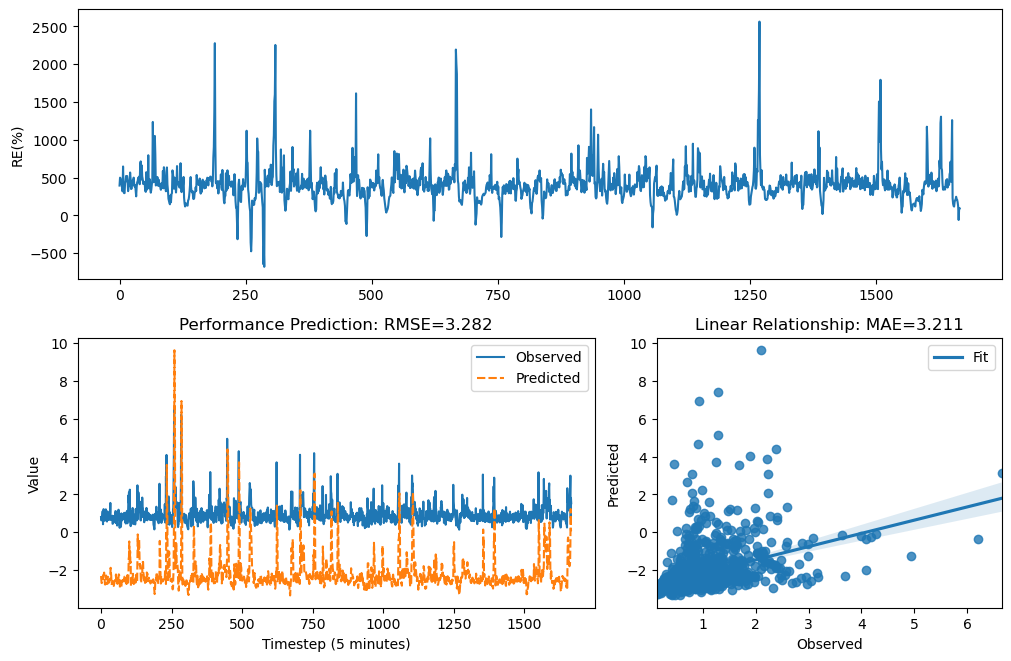 2500
2000
1500
1000
500
0
−500
RE(%)
0 250 500 750 1000 1250 1500
Performance Prediction: RMSE=3.282
10
8
6
4
2
0
−2
Value
Observed
Predicted
0 250 500 750 1000 1250 1500
Timestep (5 minutes)
Linear Relationship: MAE=3.211
10
8
6
4
2
0
−2
Predicted
Fit
1 2 3 4 5 6
Observed